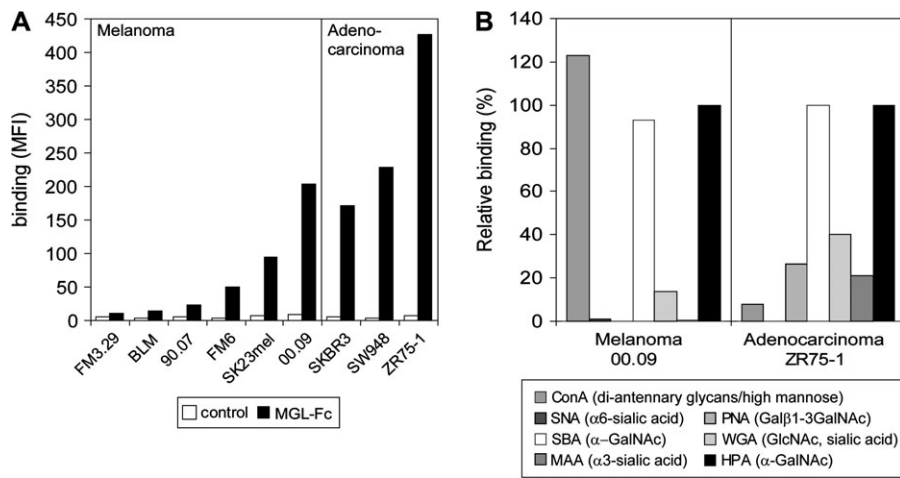 A
Melanoma
Adeno-
carcinoma
binding (MFI)
450
400
350
300
250
200
150
100
50
0
FM3.29
BLM
90.07
FM6
SK23mel
00.09
SKBR3
SW948
ZR75-1
control
MGL-Fc
B
Relative binding (%)
140
120
100
80
60
40
20
0
Melanoma
00.09
Adenocarcinoma
ZR75-1
ConA (di-antennary glycans/high mannose)
SNA (α6-sialic acid)
PNA (Galβ1-3GalNAc)
SBA (α–GalNAc)
WGA (GlcNAc, sialic acid)
MAA (α3-sialic acid)
HPA (α-GalNAc)